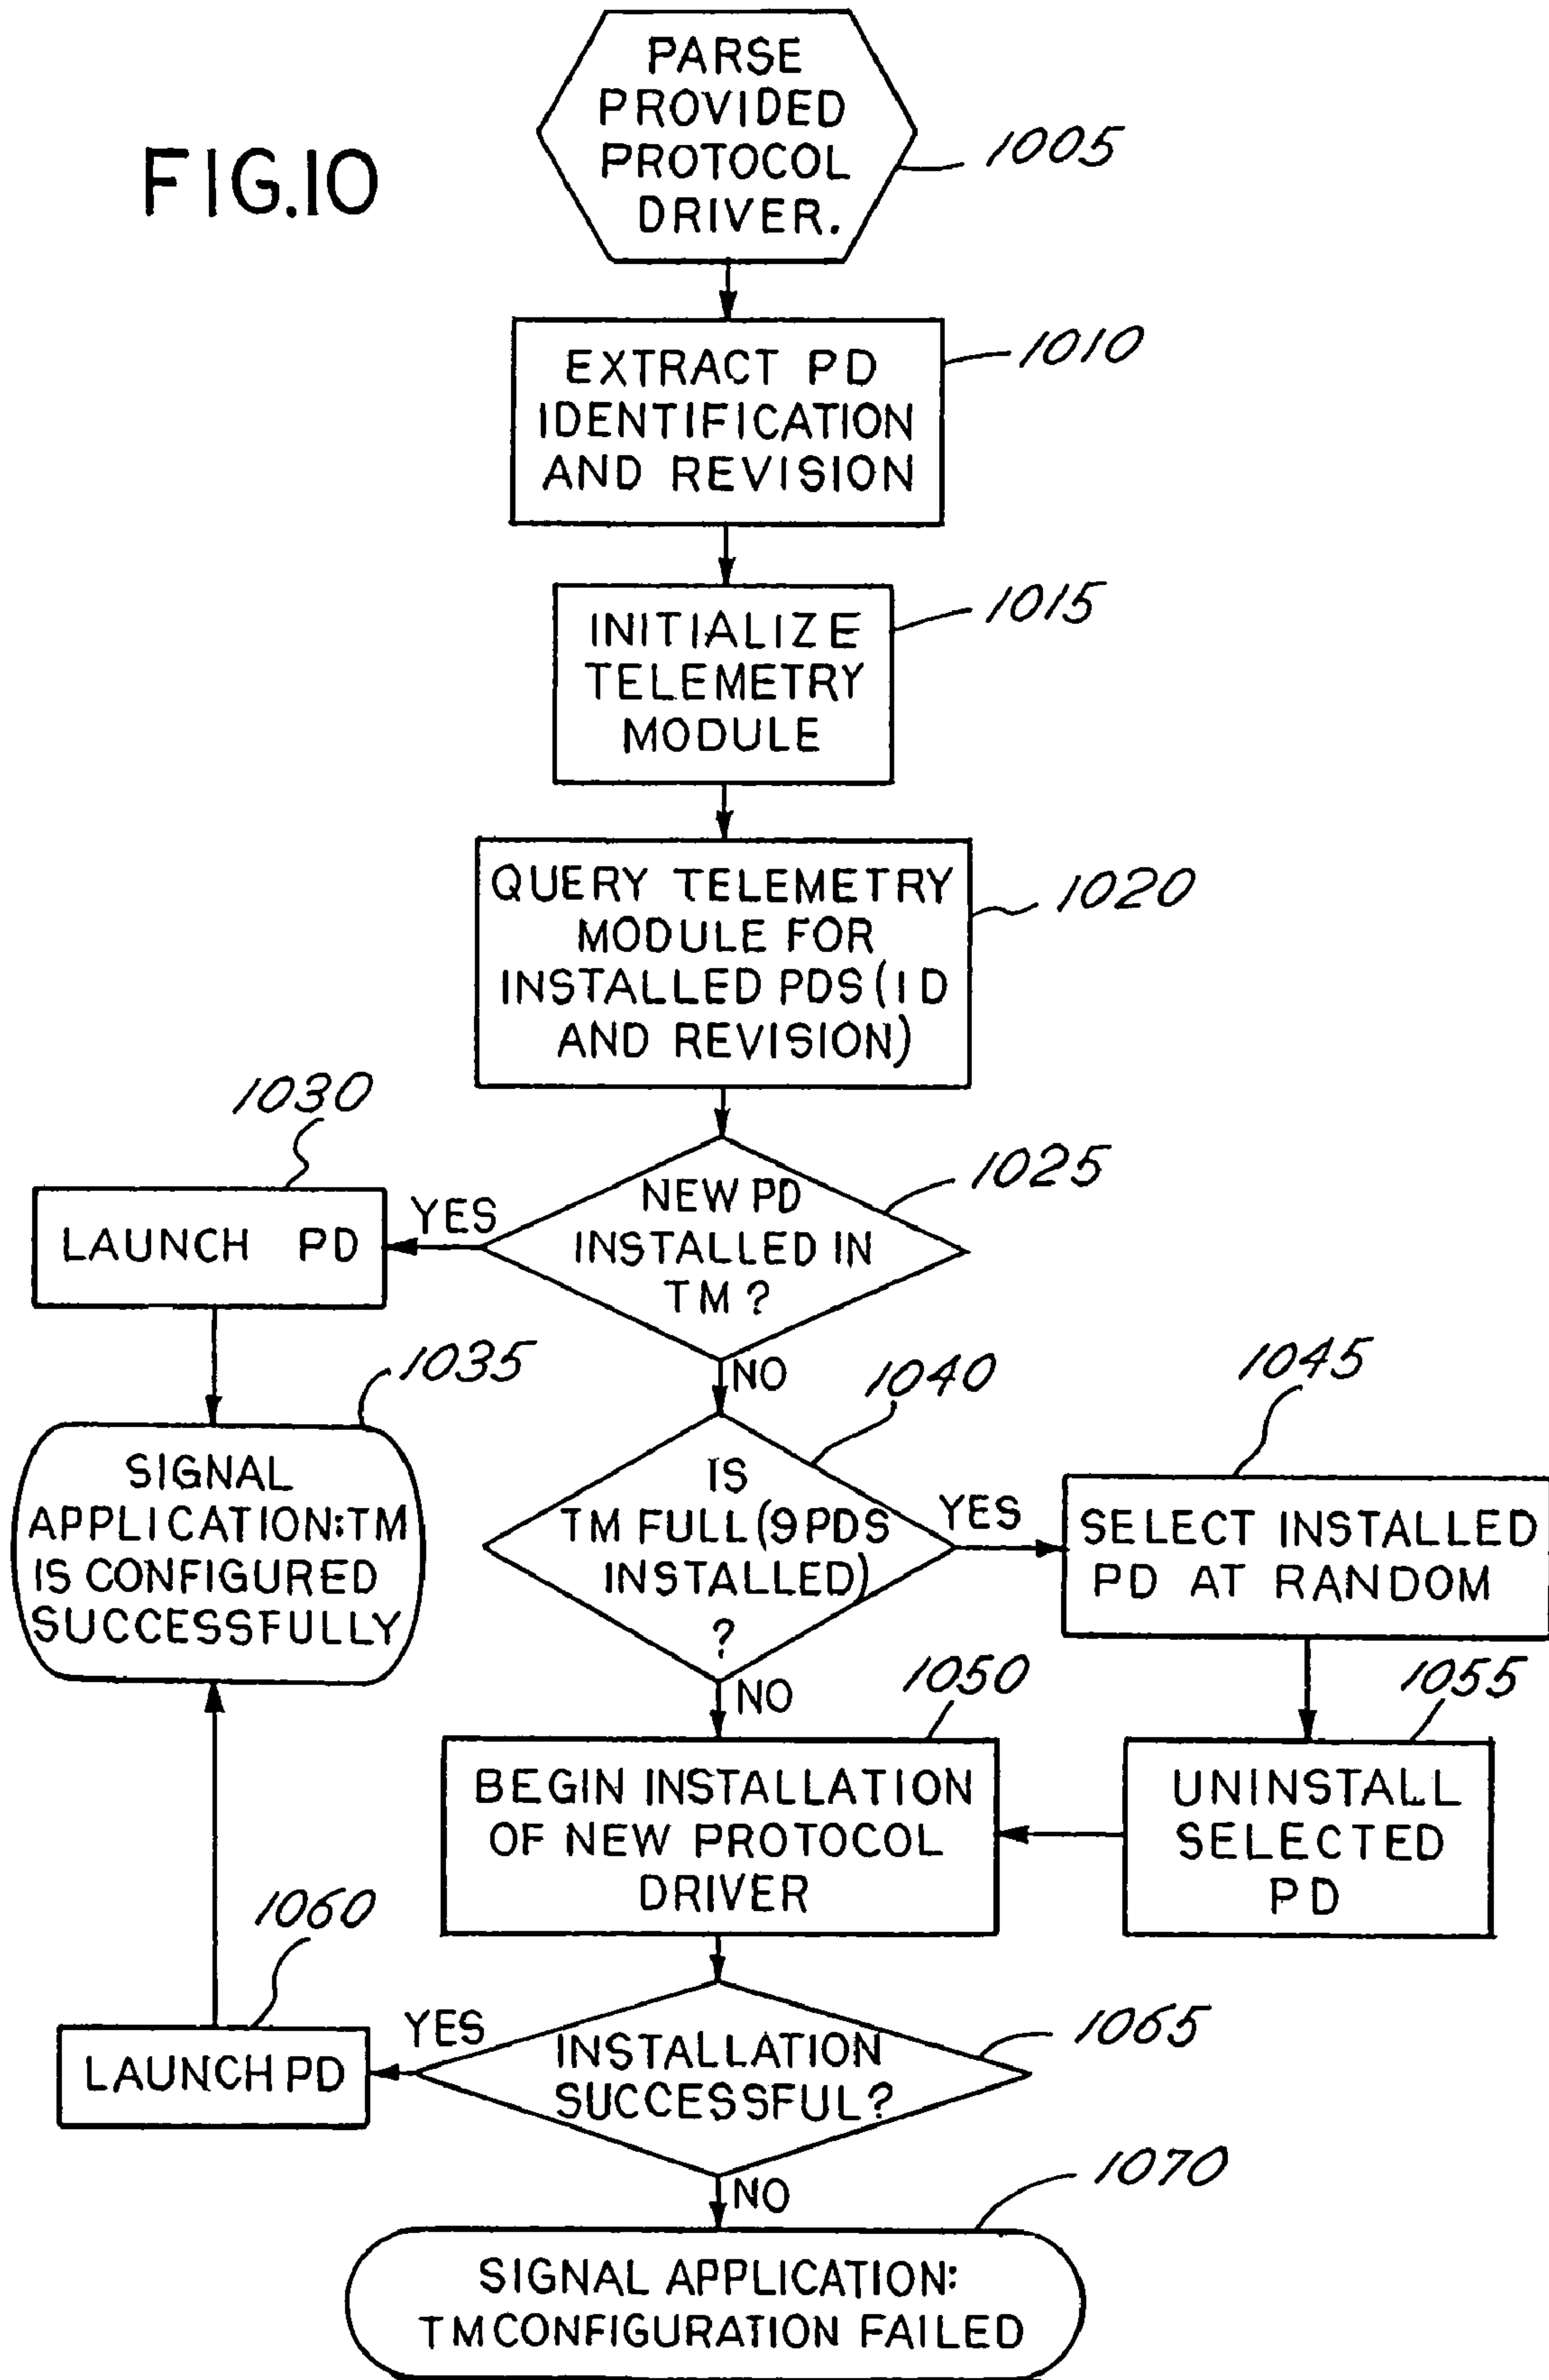 FIG.10
PARSE
PROVIDED
PROTOCOL
DRIVER.
1005
EXTRACT PD
IDENTIFICATION
AND REVISION
1010
INITIALIZE
TELEMETRY
MODULE
1015
QUERY TELEMETRY
MODULE FOR
INSTALLED PDS (ID
AND REVISION)
1020
NEW PD
INSTALLED IN
TM?
1025
YES
1030
LAUNCH PD
1035
SIGNAL
APPLICATION:TM
IS CONFIGURED
SUCCESSFULLY
NO
1040
IS
TM FULL (9 PDS
INSTALLED)
?
YES
1045
SELECT INSTALLED
PD AT RANDOM
NO
1050
BEGIN INSTALLATION
OF NEW PROTOCOL
DRIVER
1055
UNINSTALL
SELECTED
PD
1060
LAUNCH PD
YES
INSTALLATION
SUCCESSFUL?
1065
NO
1070
SIGNAL APPLICATION:
TM CONFIGURATION FAILED